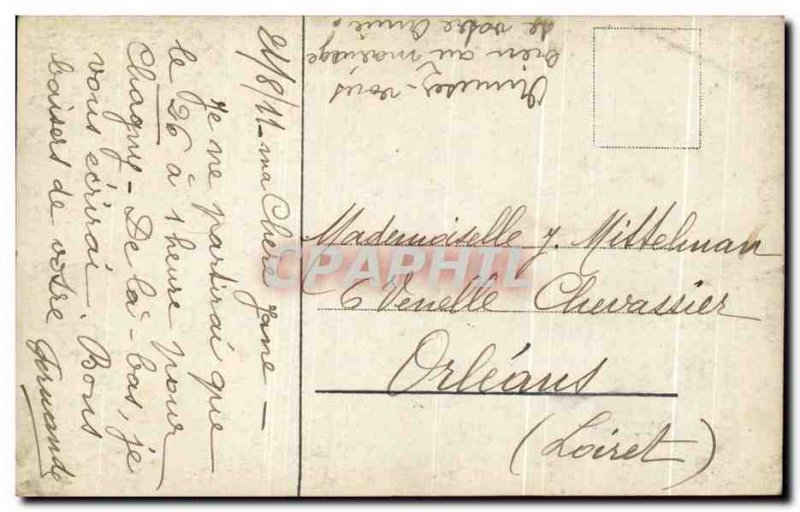 21/8/11 - ma Chère Jane -
Je ne partirai que
le 26 à 1 heure pour
Chagny - De là-bas, je
vous écrirai. Bons
baisers de votre Fernande
Amusez-vous
bien au mariage
de votre Amie!
Mademoiselle J. Mittelman
6 Venelle Chevassier
Orléans
(Loiret)
CPAPHIL